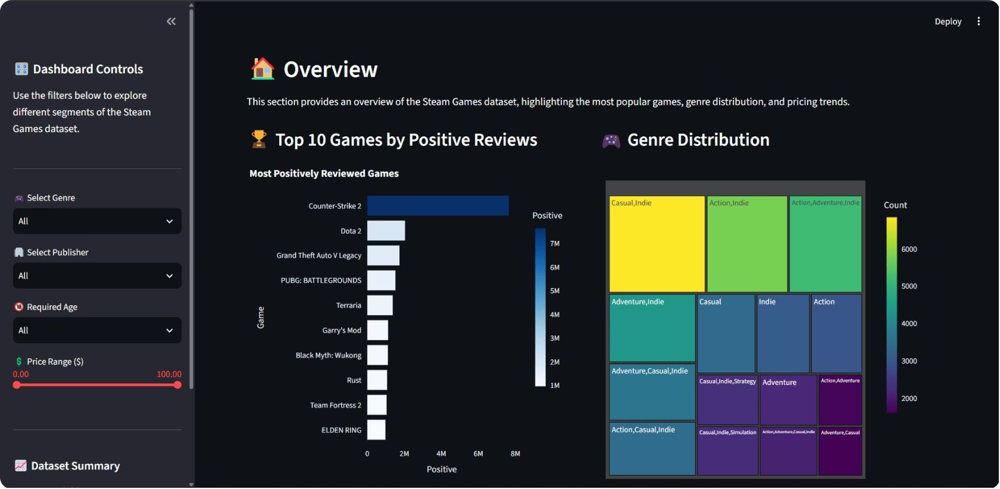 Deploy
Dashboard Controls
Use the filters below to explore
different segments of the Steam
Games dataset.
Select Genre
All
Select Publisher
All
Required Age
All
Price Range ($)
0.00 100.00
Dataset Summary
Overview
This section provides an overview of the Steam Games dataset, highlighting the most popular games, genre distribution, and pricing trends.
Top 10 Games by Positive Reviews
Most Positively Reviewed Games
Game
Counter-Strike 2
Dota 2
Grand Theft Auto V Legacy
PUBG: BATTLEGROUNDS
Terraria
Garry's Mod
Black Myth: Wukong
Rust
Team Fortress 2
ELDEN RING
0 2M 4M 6M 8M
Positive
Positive
7M
6M
5M
4M
3M
2M
1M
Genre Distribution
Casual,Indie Action,Indie Action,Adventure,Indie
Adventure,Indie Casual Indie Action
Adventure,Casual,Indie
Casual,Indie,Strategy Adventure Action,Adventure
Action,Casual,Indie
Casual,Indie,Simulation Action,Adventure,Casual,Indie Adventure,Casual
Count
6000
5000
4000
3000
2000